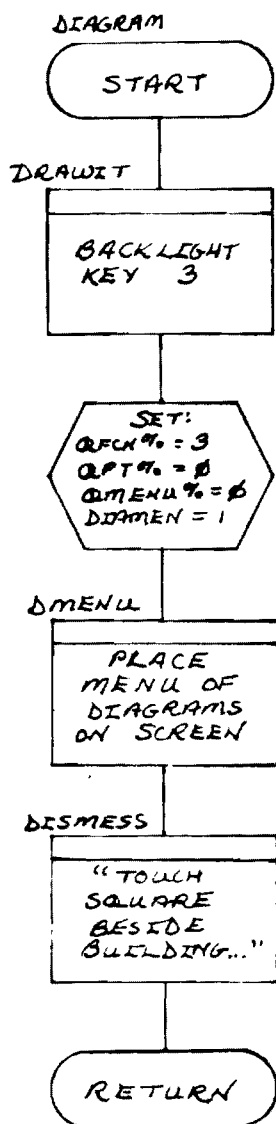 DIAGRAM
START
DRAWIT
BACKLIGHT
KEY 3
SET:
QFCN% = 3
QPT% = Ø
QMENU% = Ø
DIAMEN = 1
DMENU
PLACE
MENU OF
DIAGRAMS
ON SCREEN
DISMESS
"TOUCH
SQUARE
BESIDE
BUILDING..."
RETURN